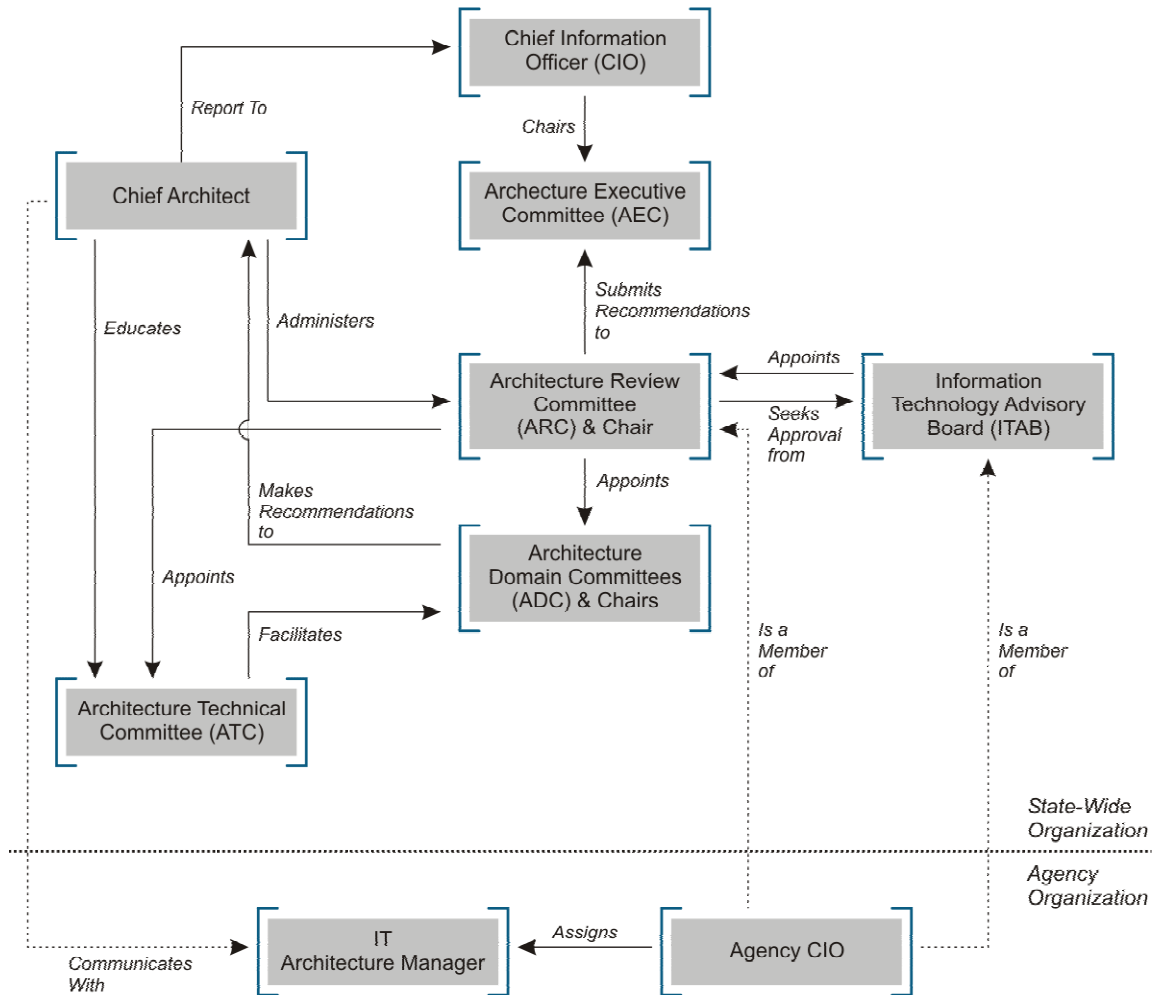 Chief Information
Officer (CIO)
Report To
Chairs
Chief Architect
Archecture Executive
Committee (AEC)
Submits
Recommendations
to
Educates
Administers
Appoints
Architecture Review
Committee
(ARC) & Chair
Information
Technology Advisory
Board (ITAB)
Seeks
Approval
from
Makes
Recommendations
to
Appoints
Architecture
Domain Committees
(ADC) & Chairs
Appoints
Facilitates
Is a
Member
of
Is a
Member
of
Architecture Technical
Committee (ATC)
State-Wide
Organization
Agency
Organization
IT
Architecture Manager
Assigns
Agency CIO
Communicates
With